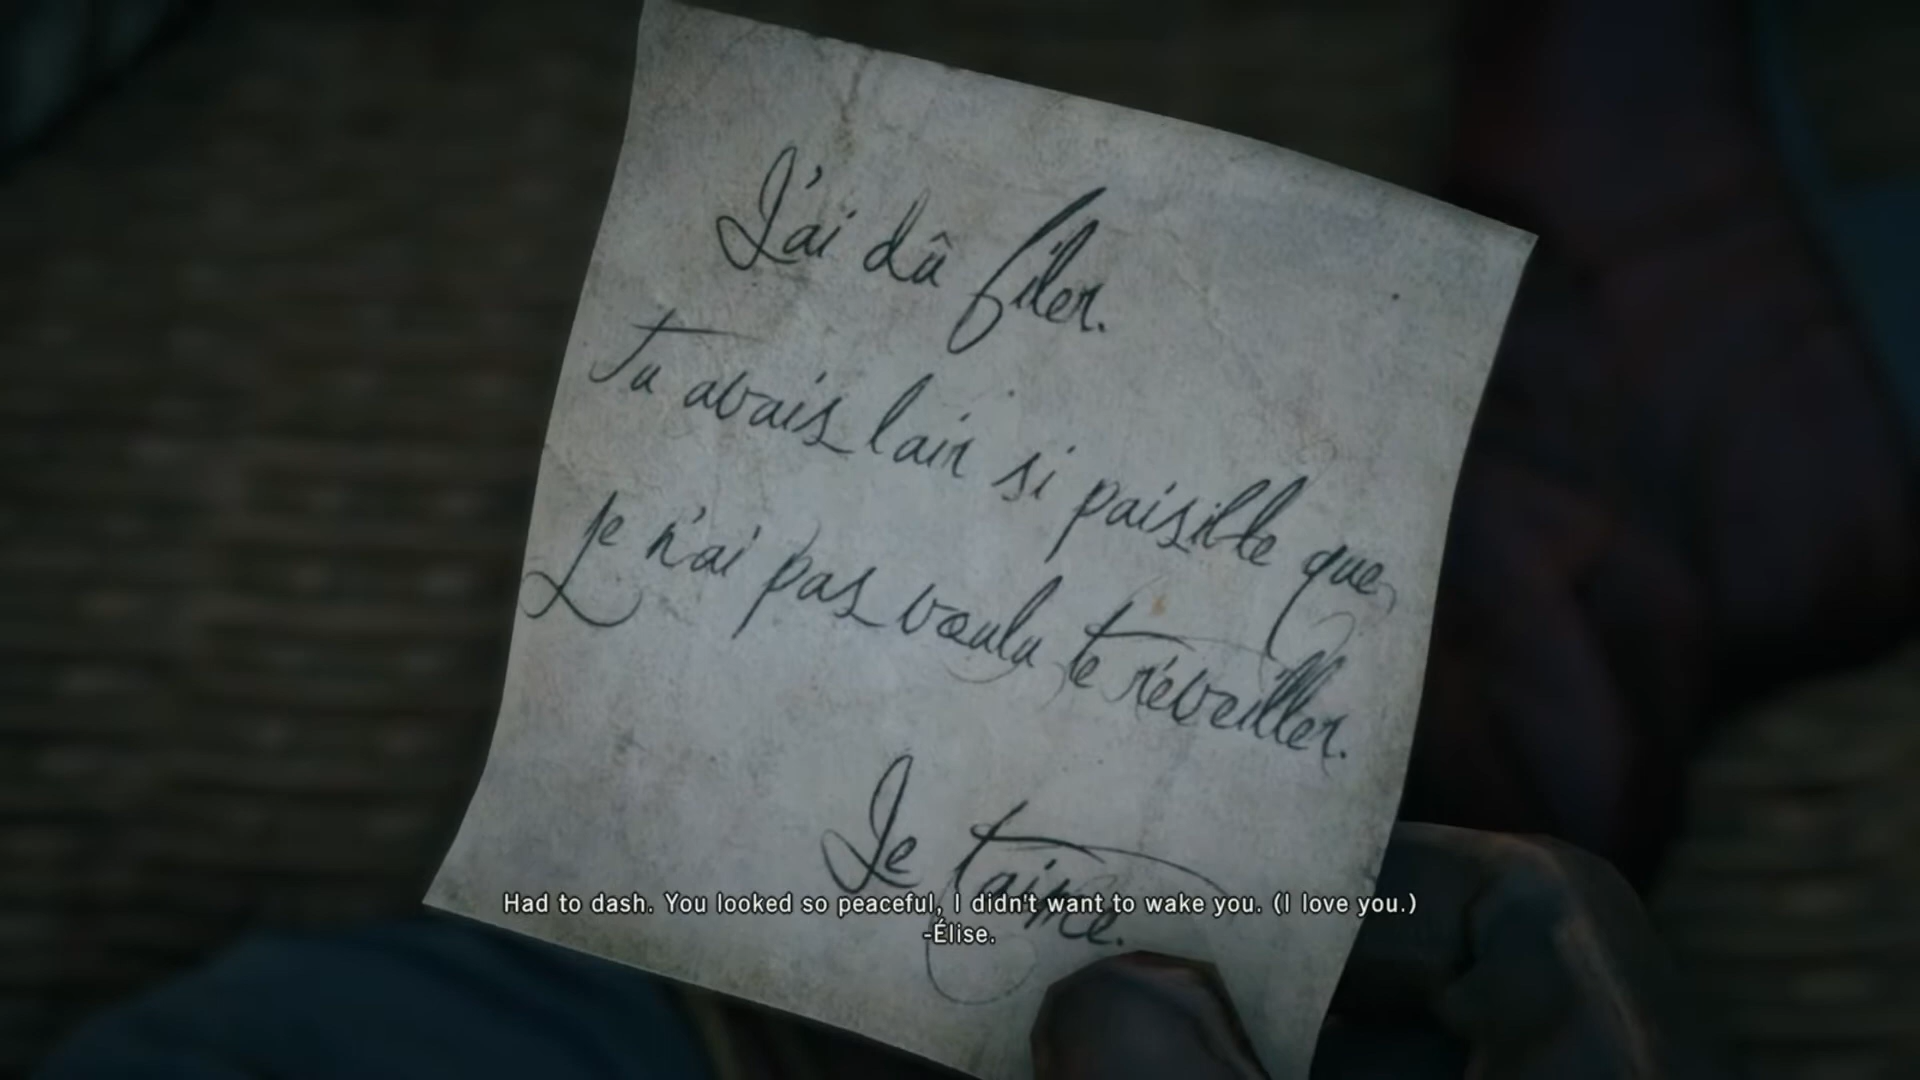 J'ai dû filer.
Tu avais lair si paisible que
je n'ai pas voulu te réveiller.
Je t'aime.
Had to dash. You looked so peaceful, I didn't want to wake you. (I love you.)
-Élise.